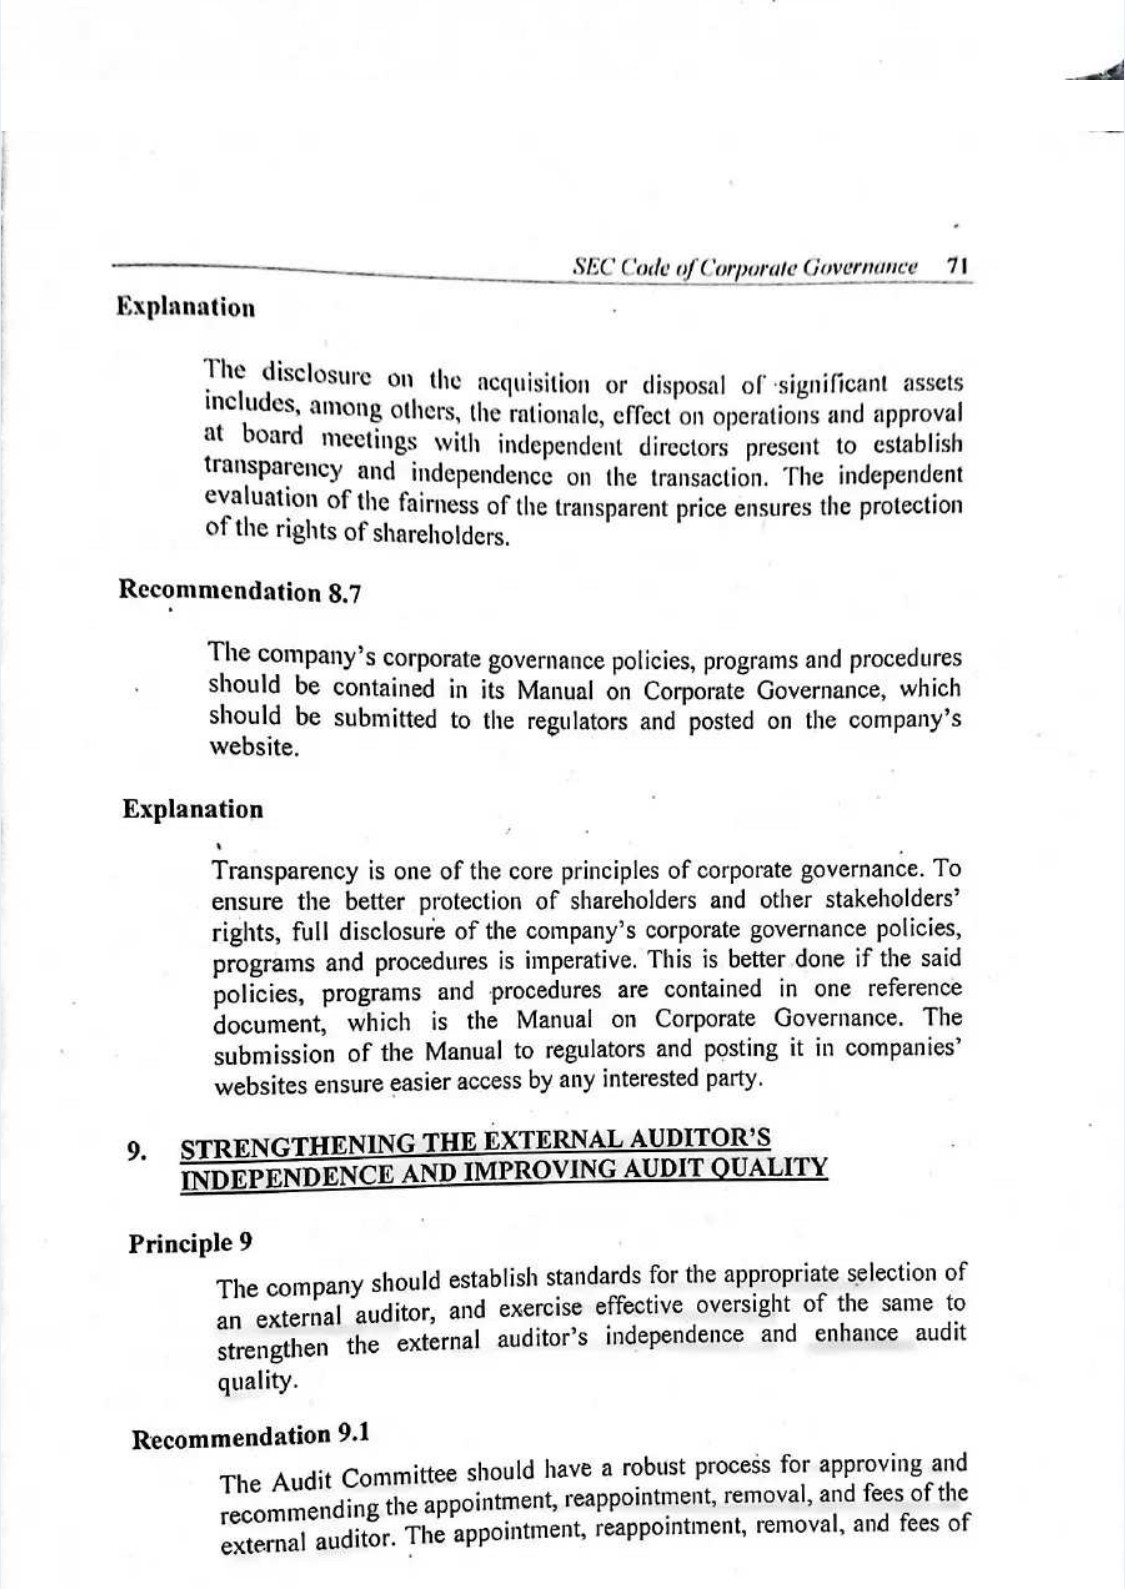 SEC Code of Corporate Governance 71
Explanation
The disclosure on the acquisition or disposal of significant assets
includes, among others, the rationale, effect on operations and approval
at board meetings with independent directors present to establish
transparency and independence on the transaction. The independent
evaluation of the fairness of the transparent price ensures the protection
of the rights of shareholders.
Recommendation 8.7
The company's corporate governance policies, programs and procedures
should be contained in its Manual on Corporate Governance, which
should be submitted to the regulators and posted on the company's
website.
Explanation
Transparency is one of the core principles of corporate governance. To
ensure the better protection of shareholders and other stakeholders'
rights, full disclosure of the company's corporate governance policies,
programs and procedures is imperative. This is better done if the said
policies, programs and procedures are contained in one reference
document, which is the Manual on Corporate Governance. The
submission of the Manual to regulators and posting it in companies'
websites ensure easier access by any interested party.
9. STRENGTHENING THE EXTERNAL AUDITOR'S
INDEPENDENCE AND IMPROVING AUDIT QUALITY
Principle 9
The company should establish standards for the appropriate selection of
an external auditor, and exercise effective oversight of the same to
strengthen the external auditor's independence and enhance audit
quality.
Recommendation 9.1
The Audit Committee should have a robust process for approving and
recommending the appointment, reappointment, removal, and fees of the
external auditor. The appointment, reappointment, removal, and fees of